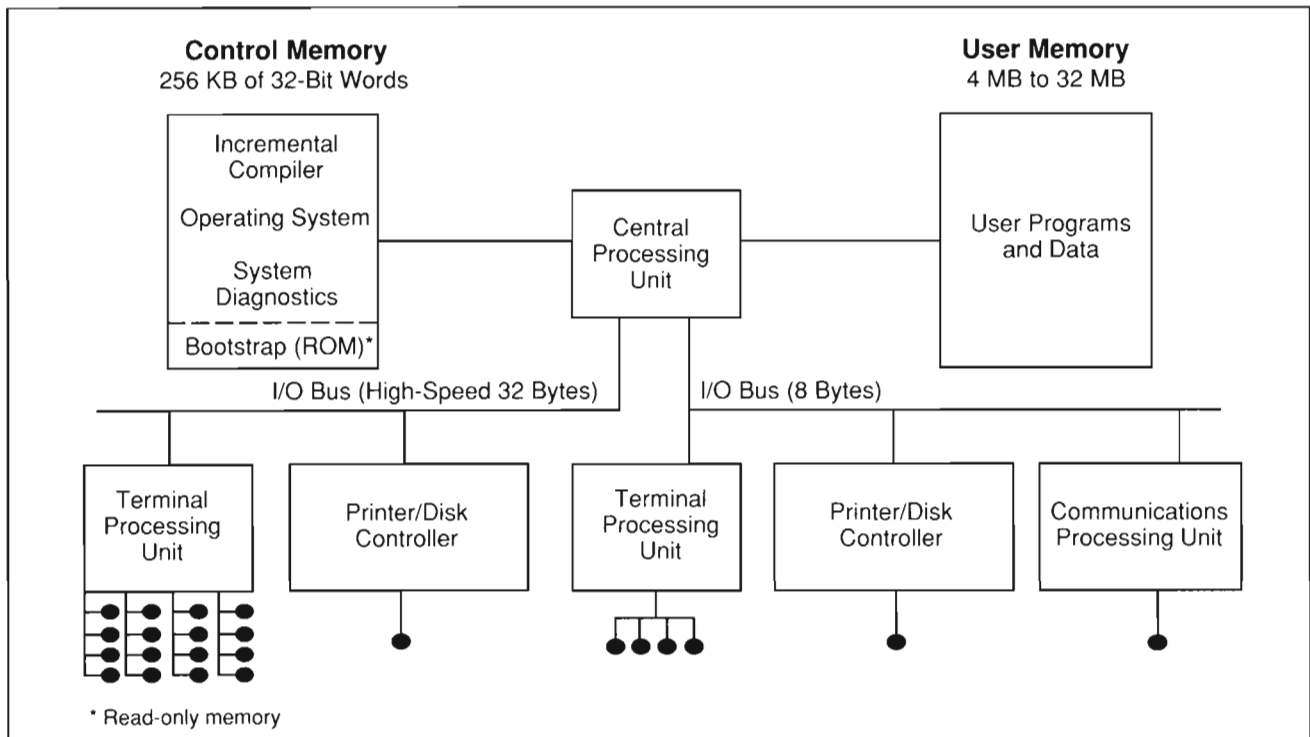 Control Memory
256 KB of 32-Bit Words
Incremental
Compiler
Operating System
System
Diagnostics
Bootstrap (ROM)*
User Memory
4 MB to 32 MB
User Programs
and Data
Central
Processing
Unit
I/O Bus (High-Speed 32 Bytes)
I/O Bus (8 Bytes)
Terminal
Processing
Unit
Printer/Disk
Controller
Terminal
Processing
Unit
Printer/Disk
Controller
Communications
Processing Unit
* Read-only memory